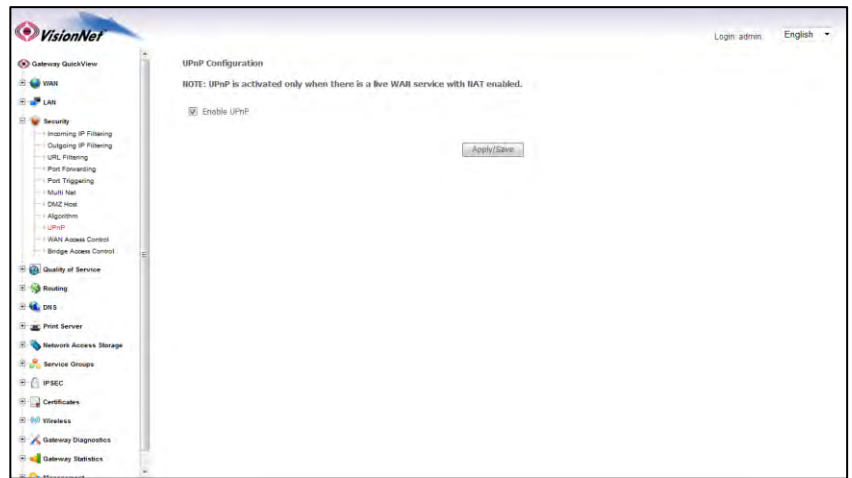 VisionNet
Login: admin
English
Gateway QuickView
WAN
LAN
Security
Incoming IP Filtering
Outgoing IP Filtering
URL Filtering
Port Forwarding
Port Triggering
Multi Nat
DMZ Host
Algorithm
UPnP
WAN Access Control
Bridge Access Control
Quality of Service
Routing
DNS
Print Server
Network Access Storage
Service Groups
IPSEC
Certificates
Wireless
Gateway Diagnostics
Gateway Statistics
Management
UPnP Configuration
NOTE: UPnP is activated only when there is a live WAN service with NAT enabled.
Enable UPnP
Apply/Save